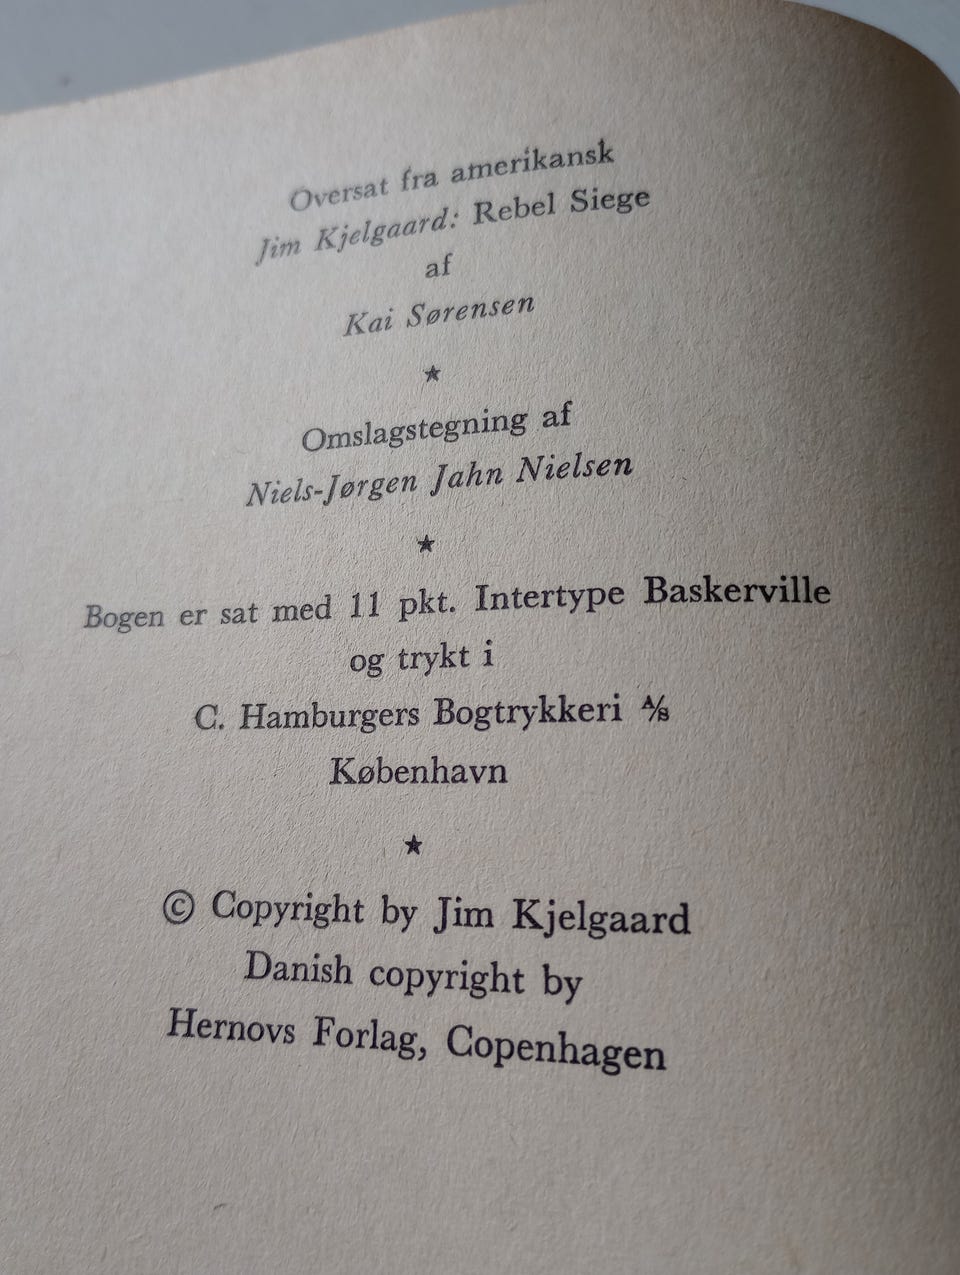 Oversat fra amerikansk
Jim Kjelgaard: Rebel Siege
af
Kai Sørensen
★
Omslagstegning af
Niels-Jørgen Jahn Nielsen
★
Bogen er sat med 11 pkt. Intertype Baskerville
og trykt i
C. Hamburgers Bogtrykkeri A/S
København
★
© Copyright by Jim Kjelgaard
Danish copyright by
Hernovs Forlag, Copenhagen